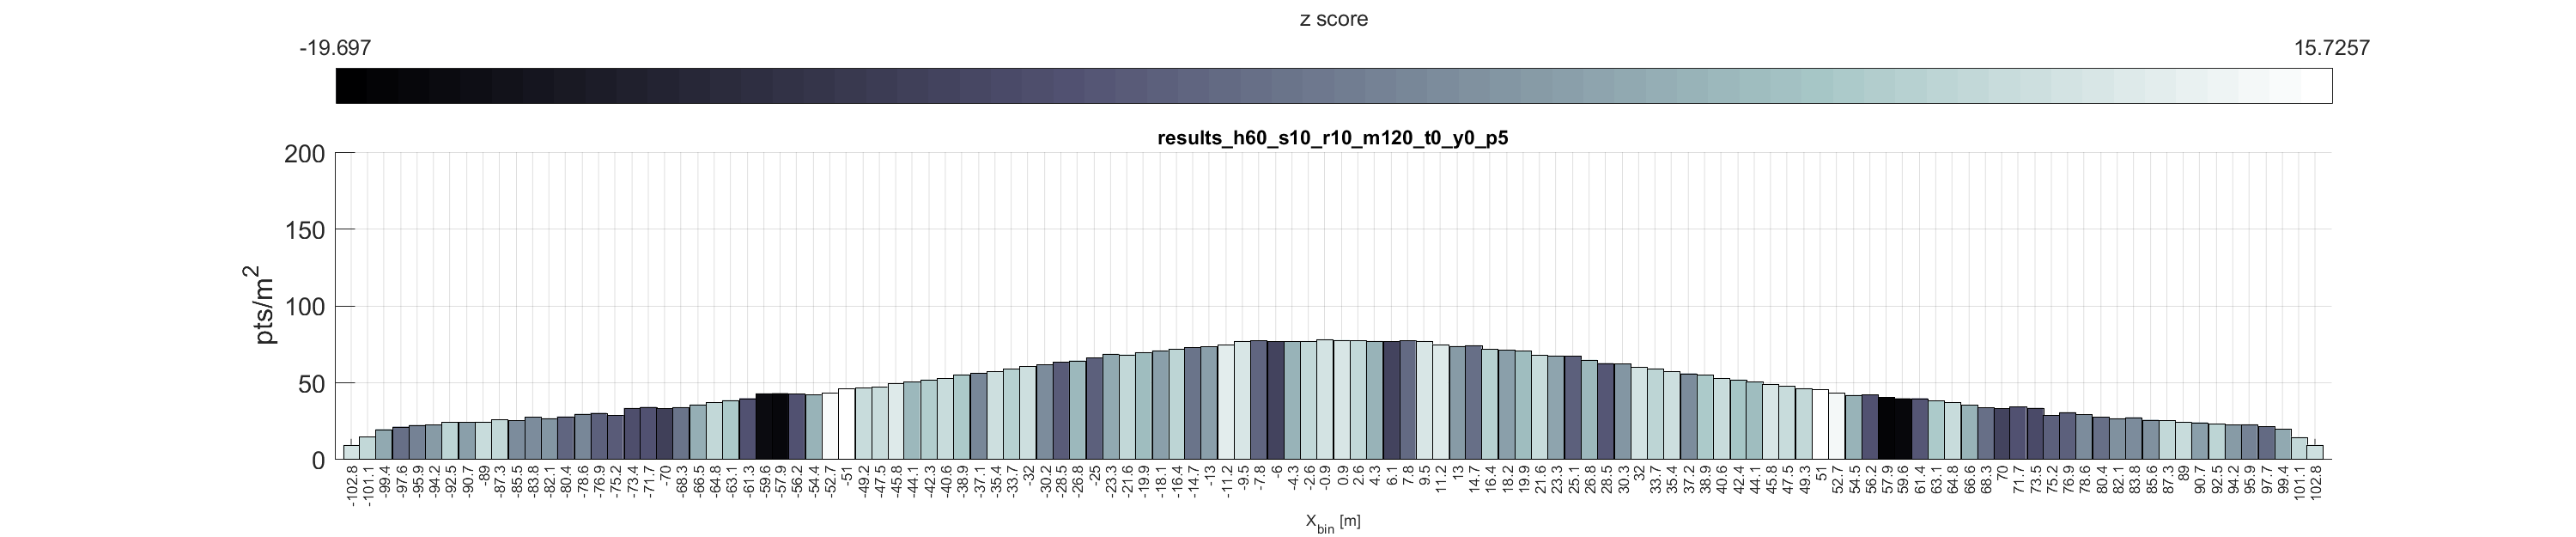 z score
-19.697 15.7257
results_h60_s10_r10_m120_t0_y0_p5
200
150
100
50
0
pts/m2
-102.8 -101.1 -99.4 -97.6 -95.9 -94.2 -92.5 -90.7 -89 -87.3 -85.5 -83.8 -82.1 -80.4 -78.6 -76.9 -75.2 -73.4 -71.7 -70 -68.3 -66.5 -64.8 -63.1 -61.3 -59.6 -57.9 -56.2 -54.4 -52.7 -51 -49.2 -47.5 -45.8 -44.1 -42.3 -40.6 -38.9 -37.1 -35.4 -33.7 -32 -30.2 -28.5 -26.8 -25 -23.3 -21.6 -19.9 -18.1 -16.4 -14.7 -13 -11.2 -9.5 -7.8 -6 -4.3 -2.6 -0.9 0.9 2.6 4.3 6.1 7.8 9.5 11.2 13 14.7 16.4 18.2 19.9 21.6 23.3 25.1 26.8 28.5 30.3 32 33.7 35.4 37.2 38.9 40.6 42.4 44.1 45.8 47.5 49.3 51 52.7 54.5 56.2 57.9 59.6 61.4 63.1 64.8 66.6 68.3 70 71.7 73.5 75.2 76.9 78.6 80.4 82.1 83.8 85.6 87.3 89 90.7 92.5 94.2 95.9 97.7 99.4 101.1 102.8
Xbin [m]